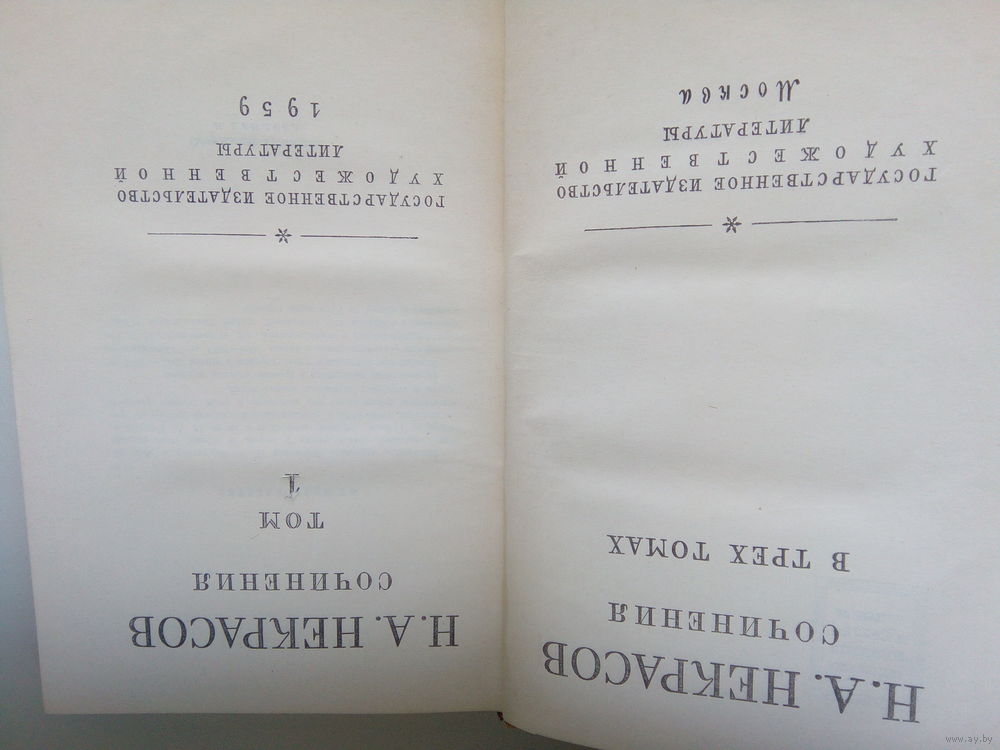 Н. А. НЕКРАСОВ
СОЧИНЕНИЯ
В ТРЕХ ТОМАХ
ГОСУДАРСТВЕННОЕ ИЗДАТЕЛЬСТВО
ХУДОЖЕСТВЕННОЙ
ЛИТЕРАТУРЫ
Москва
Н. А. НЕКРАСОВ
СОЧИНЕНИЯ
ТОМ
1
ГОСУДАРСТВЕННОЕ ИЗДАТЕЛЬСТВО
ХУДОЖЕСТВЕННОЙ
ЛИТЕРАТУРЫ
1959
www.ay.by